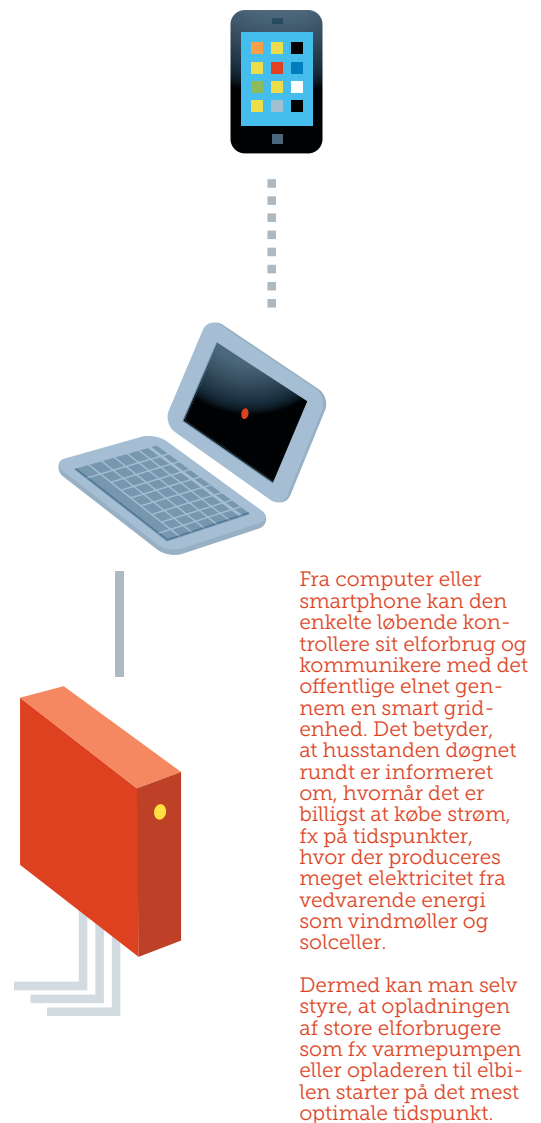 Fra computer eller
smartphone kan den
enkelte løbende kon-
trollere sit elforbrug og
kommunikere med det
offentlige elnet gen-
nem en smart grid-
enhed. Det betyder,
at husstanden døgnet
rundt er informeret
om, hvornår det er
billigst at købe strøm,
fx på tidspunkter,
hvor der produceres
meget elektricitet fra
vedvarende energi
som vindmøller og
solceller.

Dermed kan man selv
styre, at opladningen
af store elforbrugere
som fx varmepumpen
eller opladeren til elbi-
len starter på det mest
optimale tidspunkt.